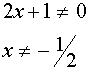 2x + 1 ≠ 0
x ≠ − 1/2